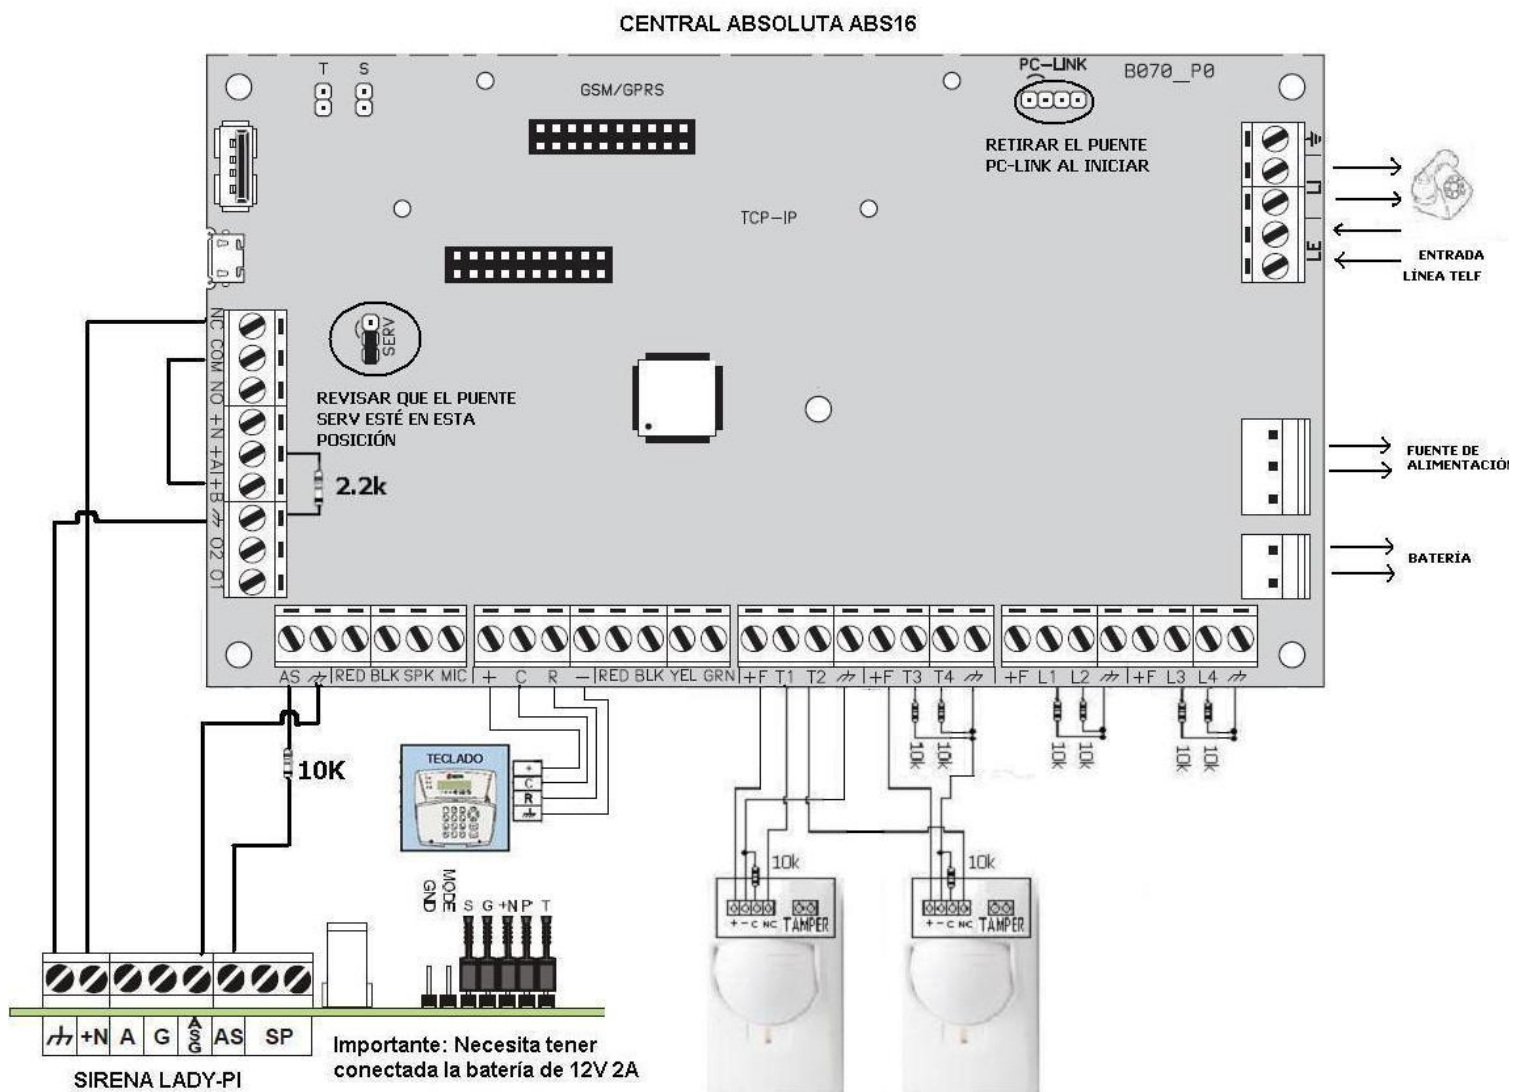 CENTRAL ABSOLUTA ABS16
T S
GSM/GPRS
PC-LINK
B070_P0
RETIRAR EL PUENTE
PC-LINK AL INICIAR
LI
LE
TCP-IP
ENTRADA
LÍNEA TELF
SERV
REVISAR QUE EL PUENTE
SERV ESTÉ EN ESTA
POSICIÓN
NC
COM
NO
+N
+A
+B
O2
O1
2.2k
FUENTE DE
ALIMENTACIÓ
BATERÍA
AS RED BLK SPK MIC + C R - RED BLK YEL GRN +F T1 T2 +F T3 T4 +F L1 L2 +F L3 L4
10K
10k 10k 10k 10k 10k 10k
TECLADO
+
C
R
10k 10k
GND MODE
S G +N P T
+ - C NC TAMPER
+ - C NC TAMPER
+N A G ASG AS SP
SIRENA LADY-PI
Importante: Necesita tener
conectada la batería de 12V 2A